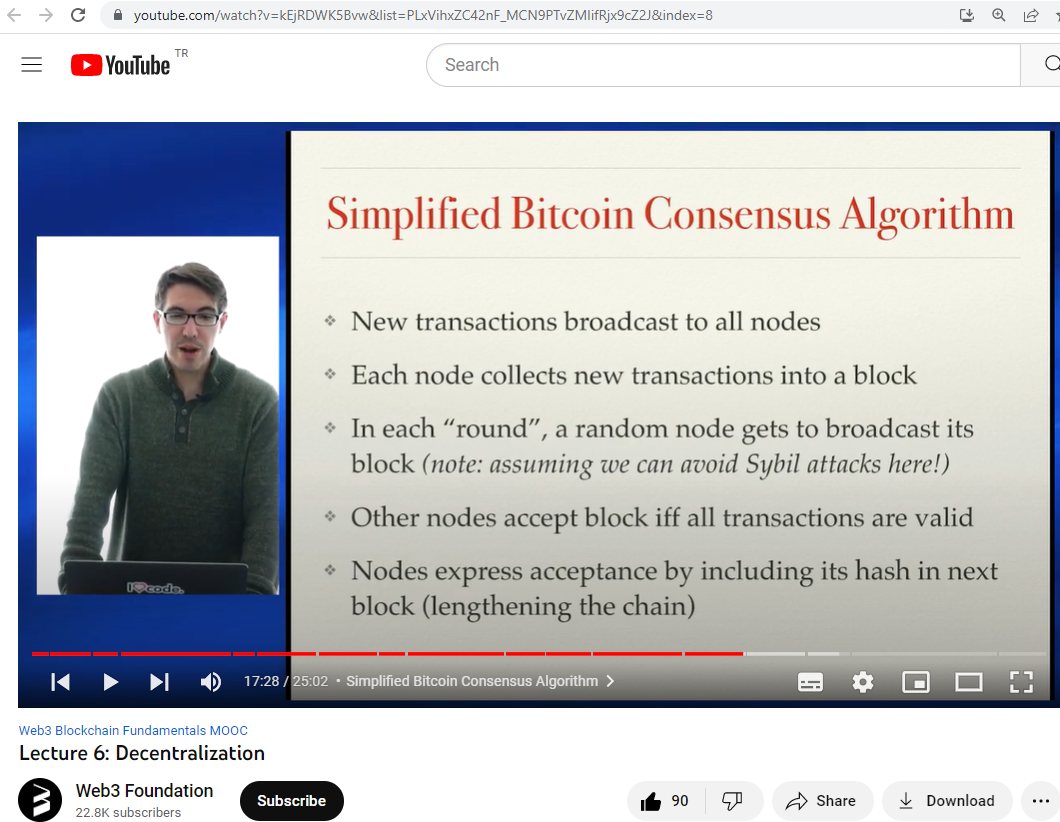 youtube.com/watch?v=kEjRDWK5Bvw&list=PLxVihxZC42nF_MCN9PTvZMIifRjx9cZ2J&index=8
YouTube TR
Search
Simplified Bitcoin Consensus Algorithm
New transactions broadcast to all nodes
Each node collects new transactions into a block
In each “round”, a random node gets to broadcast its
block (note: assuming we can avoid Sybil attacks here!)
Other nodes accept block iff all transactions are valid
Nodes express acceptance by including its hash in next
block (lengthening the chain)
I❤code.
17:28 / 25:02 • Simplified Bitcoin Consensus Algorithm
Web3 Blockchain Fundamentals MOOC
Lecture 6: Decentralization
Web3 Foundation
22.8K subscribers
Subscribe
90
Share
Download